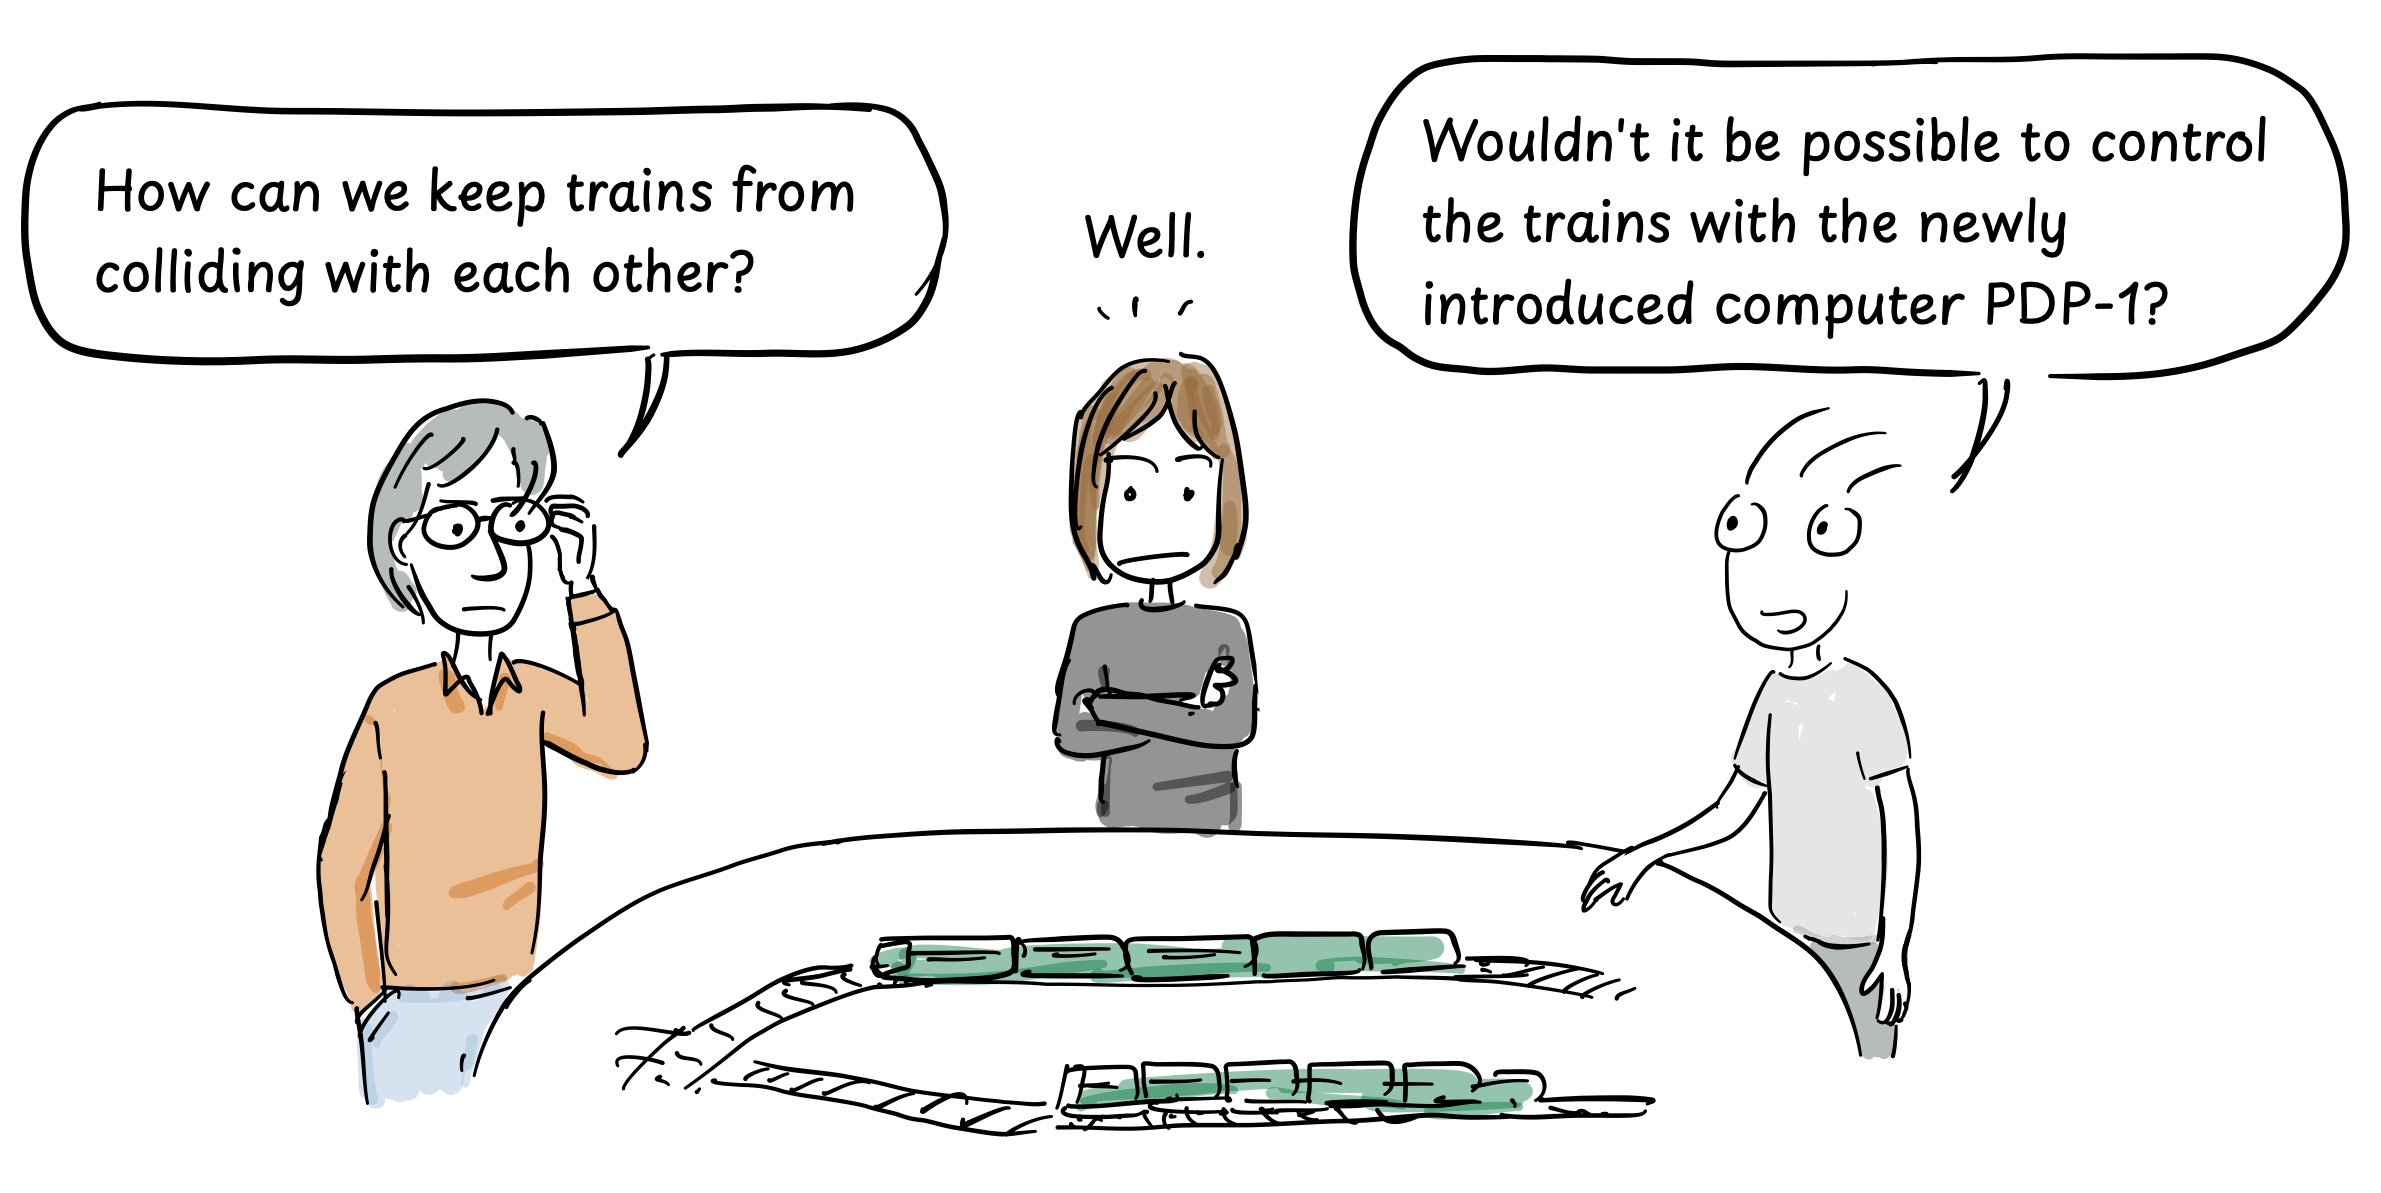 How can we keep trains from
colliding with each other?
Well.
Wouldn't it be possible to control
the trains with the newly
introduced computer PDP-1?